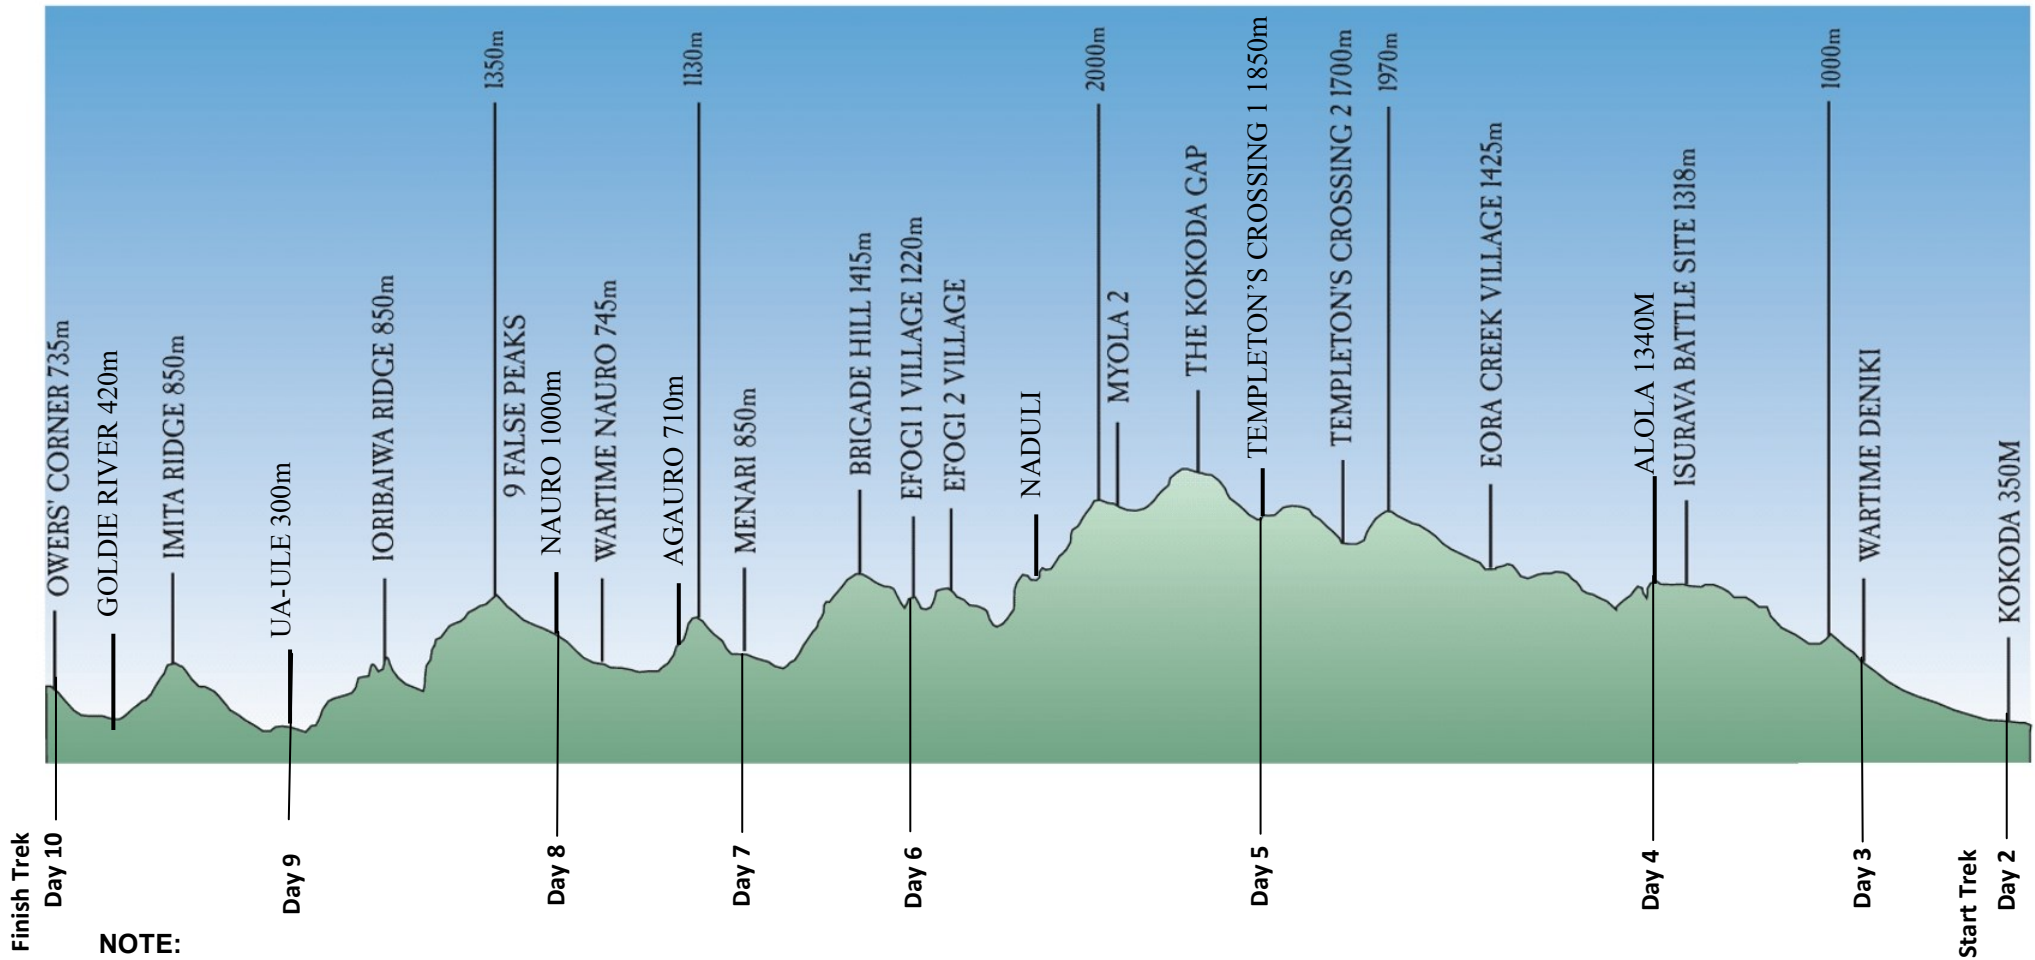 OWERS' CORNER 735m
GOLDIE RIVER 420m
IMITA RIDGE 850m
UA-ULE 300m
IORIBAIWA RIDGE 850m
1350m
9 FALSE PEAKS
NAURO 1000m
WARTIME NAURO 745m
AGAURO 710m
1130m
MENARI 850m
BRIGADE HILL 1415m
EFOGI 1 VILLAGE 1220m
EFOGI 2 VILLAGE
NADULI
2000m
MYOLA 2
THE KOKODA GAP
TEMPLETON’S CROSSING 1 1850m
TEMPLETON'S CROSSING 2 1700m
1970m
EORA CREEK VILLAGE 1425m
ALOLA 1340M
ISURAVA BATTLE SITE 1318m
1000m
WARTIME DENIKI
KOKODA 350M
Finish Trek
Day 10
Day 9
Day 8
Day 7
Day 6
Day 5
Day 4
Day 3
Start Trek
Day 2
NOTE: